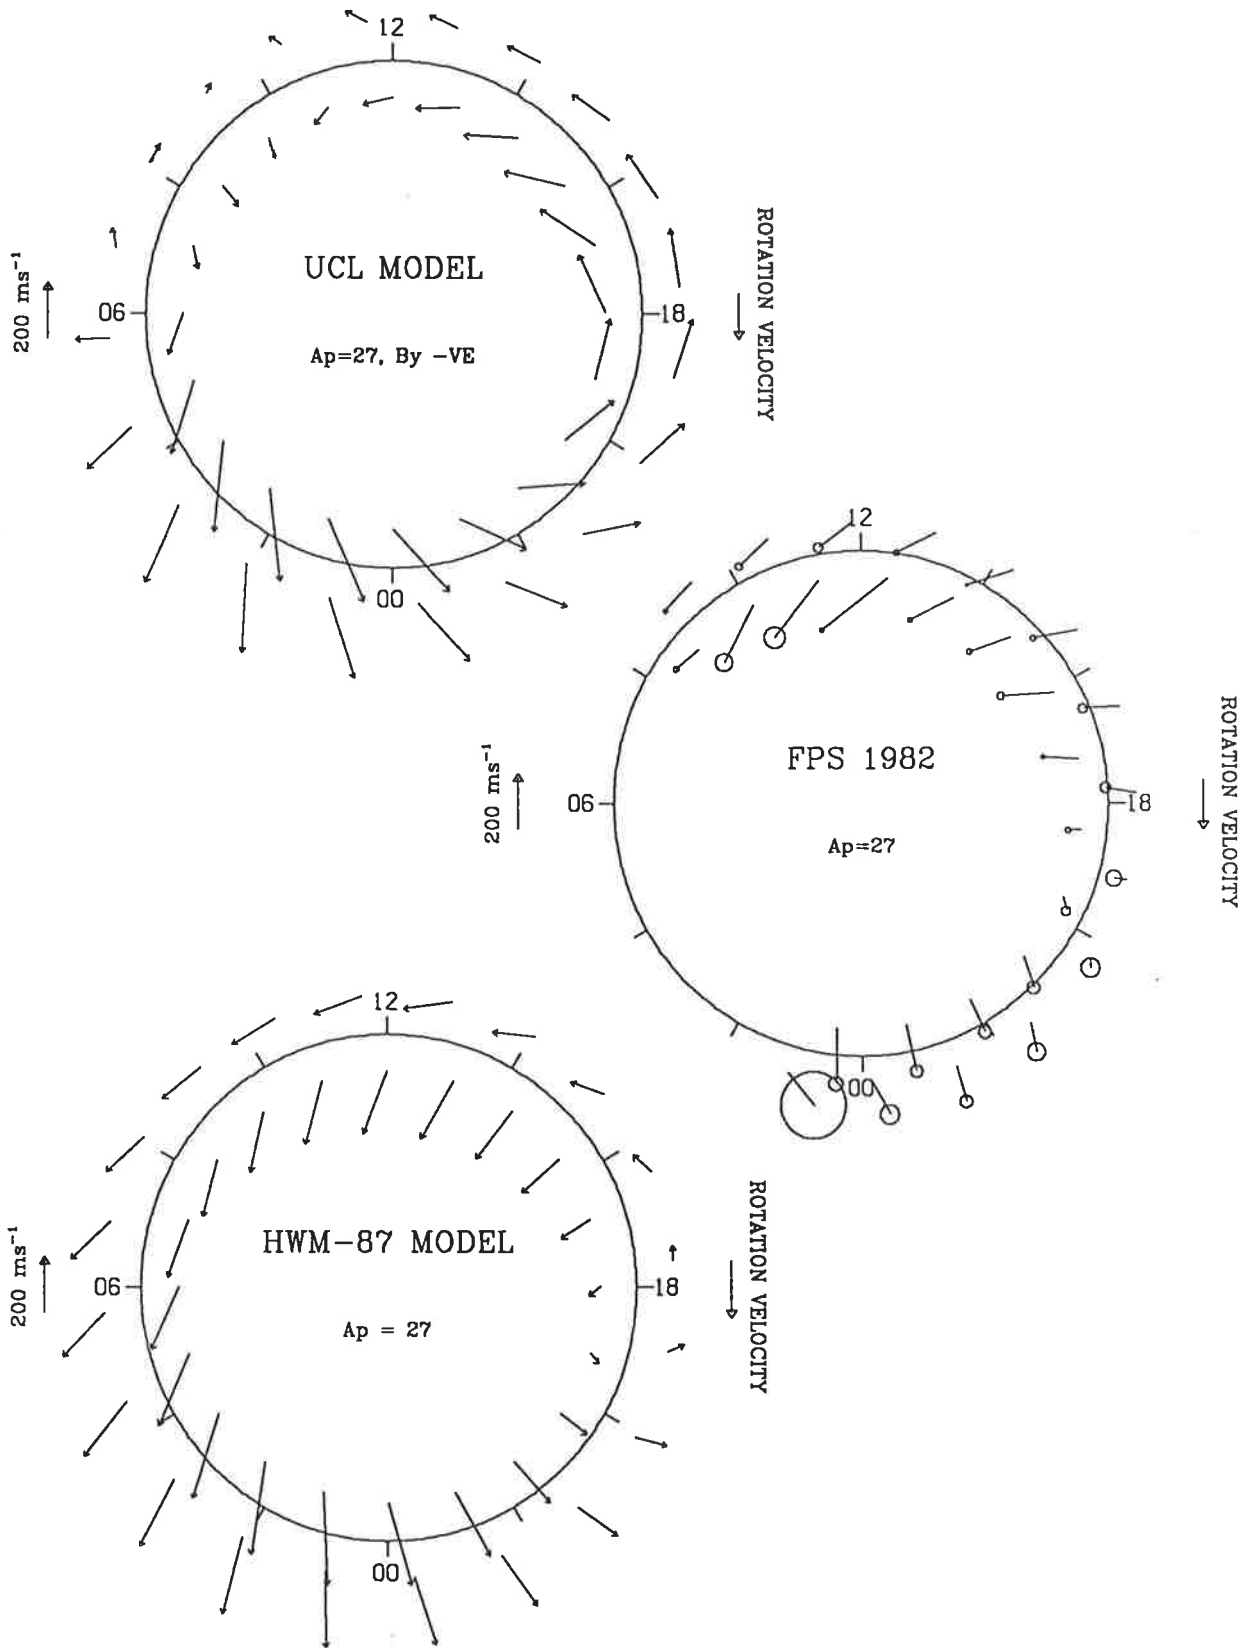 12
UCL MODEL
200 ms⁻¹
06
18
ROTATION VELOCITY
Ap=27, By -VE
00
12
FPS 1982
200 ms⁻¹
06
18
ROTATION VELOCITY
Ap=27
00
12
HWM-87 MODEL
200 ms⁻¹
06
18
ROTATION VELOCITY
Ap = 27
00